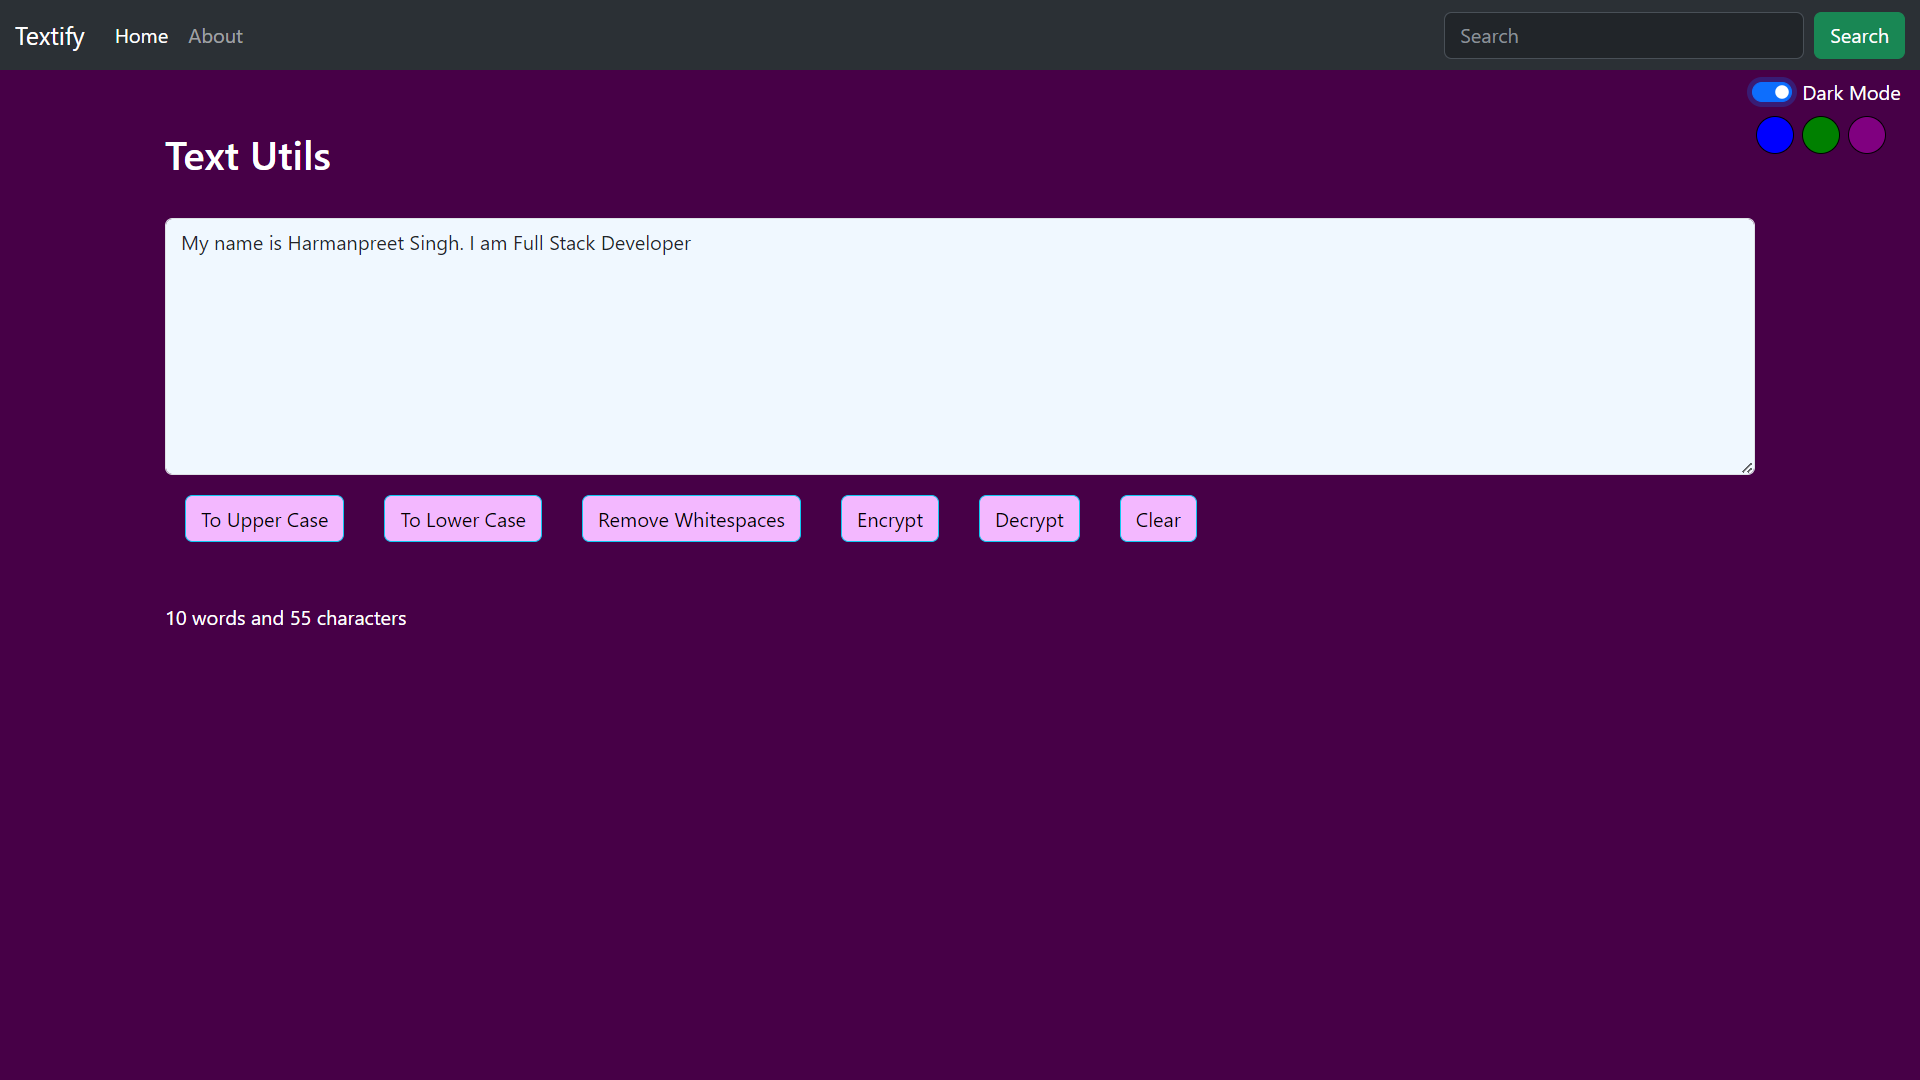 Textify Home About Search Search
Dark Mode
Text Utils
My name is Harmanpreet Singh. I am Full Stack Developer
To Upper Case To Lower Case Remove Whitespaces Encrypt Decrypt Clear
10 words and 55 characters